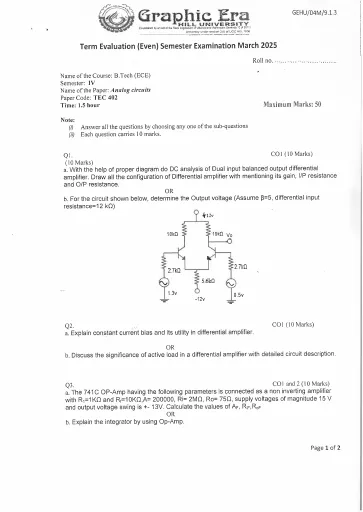 GEHU/04M/9.1.3
Graphic Era
HILL UNIVERSITY
Term Evaluation (Even) Semester Examination March 2025
Roll no.
Name of the Course: B.Tech (ECE)
Semester: IV
Name of the Paper: Analog circuits
Paper Code: TEC 402
Time: 1.5 hour
Maximum Marks: 50
Note:
(i) Answer all the questions by choosing any one of the sub-questions
(ii) Each question carries 10 marks.
Q1.
CO1 (10 Marks)
(10 Marks)
a. With the help of proper diagram do DC analysis of Dual input balanced output differential
amplifier. Draw all the configuration of Differential amplifier with mentioning its gain, I/P resistance
and O/P resistance.
OR
b. For the circuit shown below, determine the Output voltage (Assume β=5, differential input
resistance=12 kΩ)
12v
18kΩ
18kΩ
Vo
2.7kΩ
2.7kΩ
5.6kΩ
1.3v
-12v
0.5v
Q2.
CO1 (10 Marks)
a. Explain constant current bias and its utility in differential amplifier.
OR
b. Discuss the significance of active load in a differential amplifier with detailed circuit description.
Q3.
CO1 and 2 (10 Marks)
a. The 741C OP-Amp having the following parameters is connected as a non inverting amplifier
with R₁=1KΩ and Rf=10KΩ,A= 200000, Ri= 2MΩ, Ro= 75Ω, supply voltages of magnitude 15 V
and output voltage swing is +- 13V. Calculate the values of AF, RiF,RoF.
OR
b. Explain the integrator by using Op-Amp.
Page 1 of 2